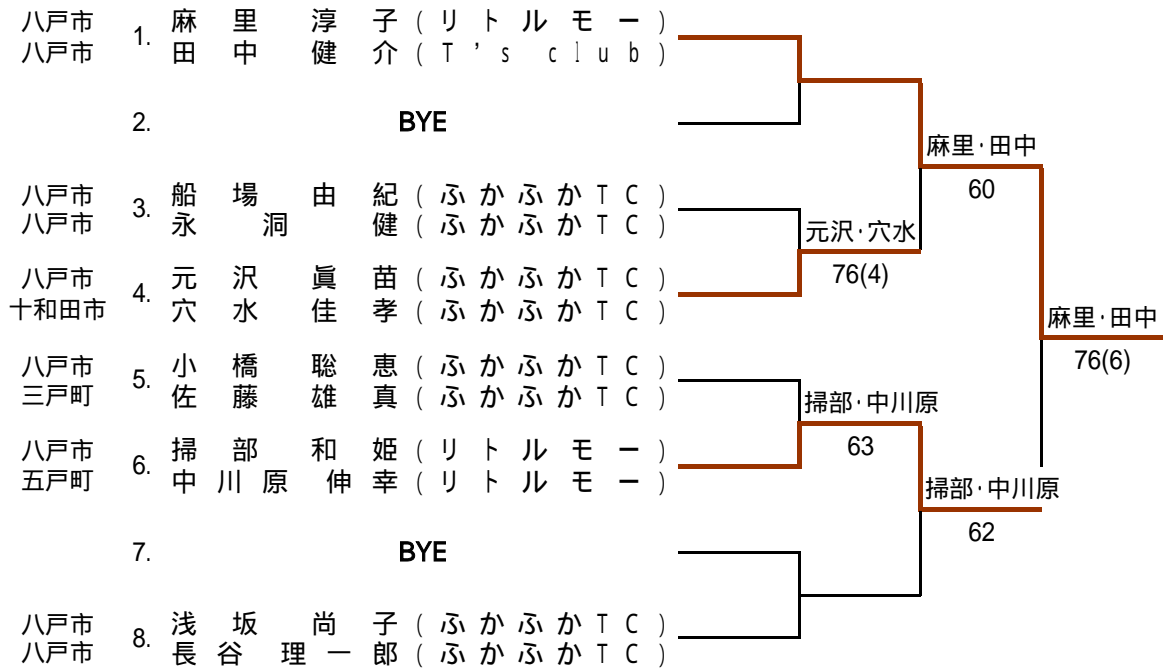 八戸市 1. 麻里 淳子 (リトルモー)
八戸市 田中 健介 (T's club)
2. BYE
麻里・田中
60
八戸市 3. 船場 由紀 (ふかふかTC)
八戸市 永洞 健 (ふかふかTC)
元沢・穴水
76(4)
八戸市 4. 元沢 眞苗 (ふかふかTC)
十和田市 穴水 佳孝 (ふかふかTC)
麻里・田中
76(6)
八戸市 5. 小橋 聡恵 (ふかふかTC)
三戸町 佐藤 雄真 (ふかふかTC)
掃部・中川原
63
八戸市 6. 掃部 和姫 (リトルモー)
五戸町 中川原 伸幸 (リトルモー)
掃部・中川原
62
7. BYE
八戸市 8. 浅坂 尚子 (ふかふかTC)
八戸市 長谷 理一郎 (ふかふかTC)